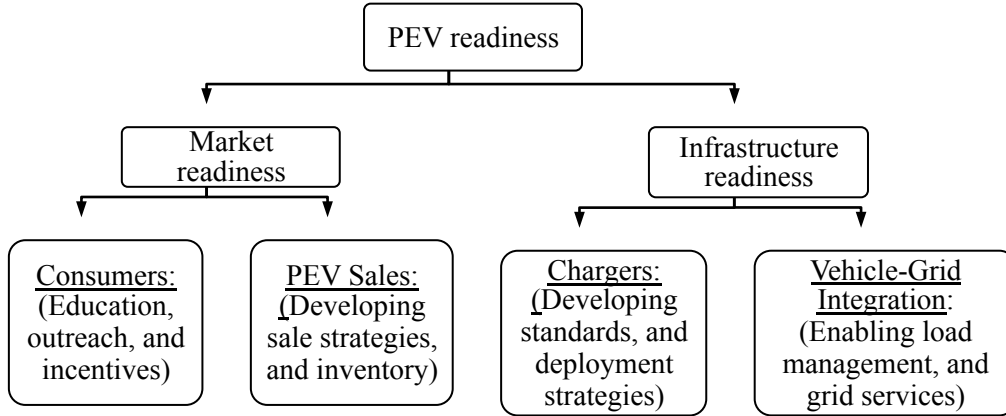 PEV readiness
Market
readiness
Infrastructure
readiness
Consumers:
(Education,
outreach, and
incentives)
PEV Sales:
(Developing
sale strategies,
and inventory)
Chargers:
(Developing
standards, and
deployment
strategies)
Vehicle-Grid
Integration:
(Enabling load
management, and
grid services)